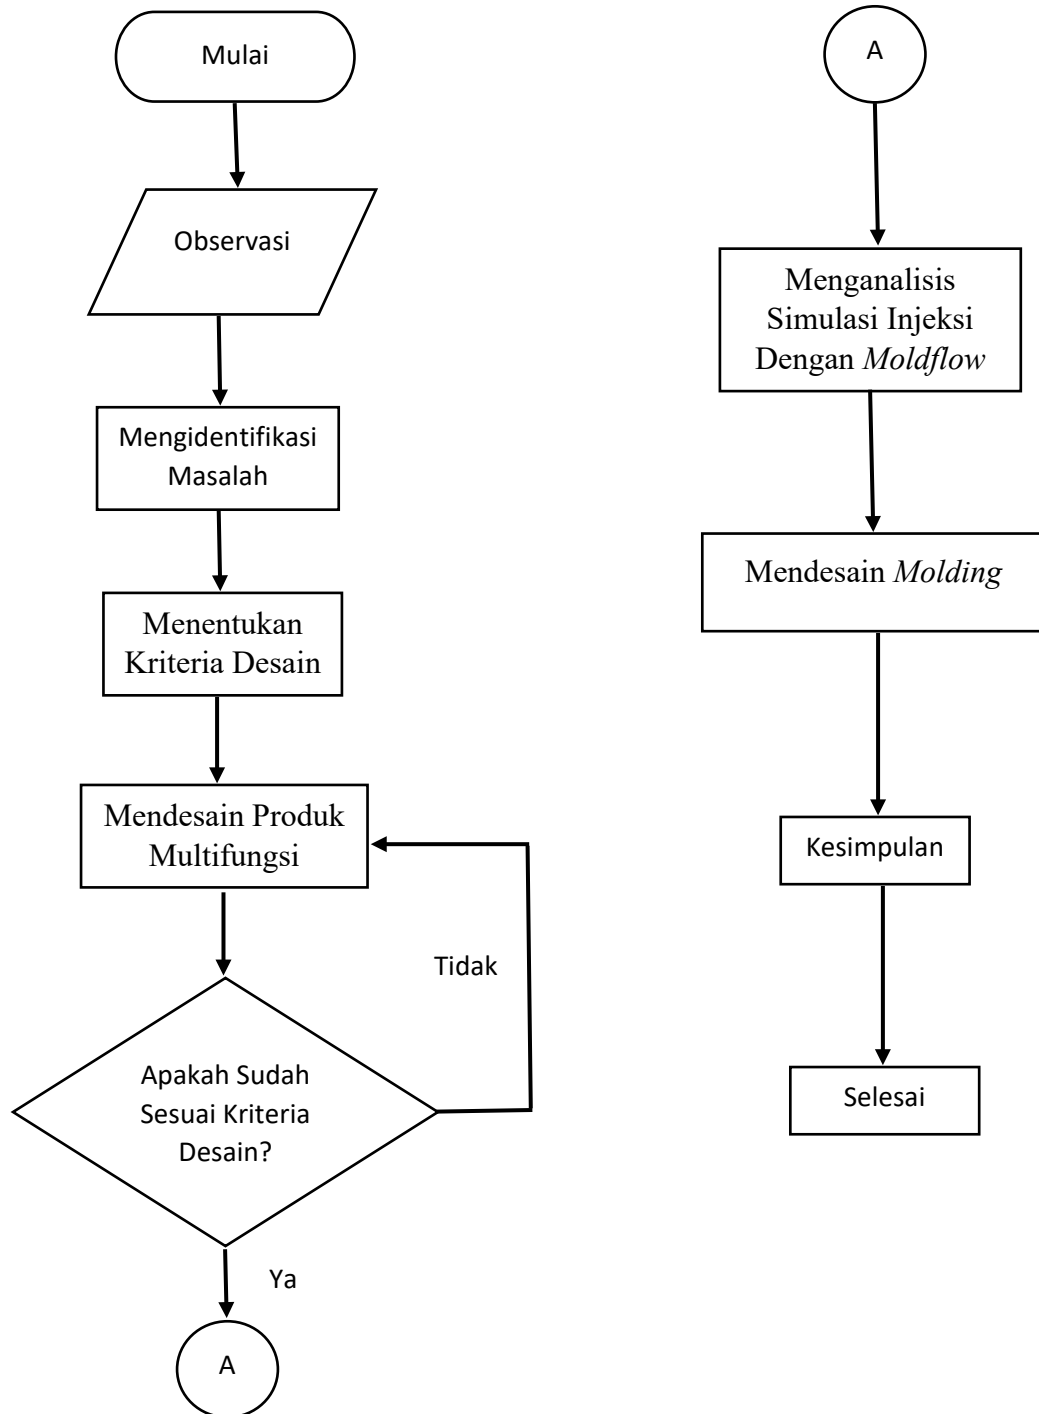 Mulai
Observasi
Mengidentifikasi
Masalah
Menentukan
Kriteria Desain
Mendesain Produk
Multifungsi
Tidak
Apakah Sudah
Sesuai Kriteria
Desain?
Ya
A
A
Menganalisis
Simulasi Injeksi
Dengan Moldflow
Mendesain Molding
Kesimpulan
Selesai